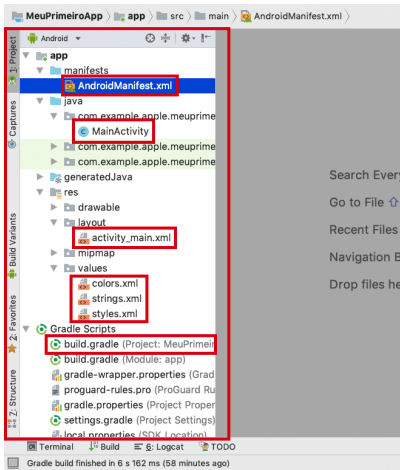 MeuPrimeiroApp app src main AndroidManifest.xml
Android
1: Project
app
manifests
AndroidManifest.xml
java
Captures
com.example.apple.meuprime
MainActivity
com.example.apple.meuprime
com.example.apple.meuprime
generatedJava
Search Every
res
drawable
Go to File
Build Variants
layout
Recent Files
activity_main.xml
Navigation B
mipmap
values
Drop files he
colors.xml
2: Favorites
strings.xml
styles.xml
Gradle Scripts
build.gradle (Project: MeuPrimeir
build.gradle (Module: app)
gradle-wrapper.properties (Grad
Z: Structure
proguard-rules.pro (ProGuard Ru
gradle.properties (Project Proper
settings.gradle (Project Settings)
local.properties (SDK Location)
Terminal Build 6: Logcat TODO
Gradle build finished in 6 s 162 ms (58 minutes ago)